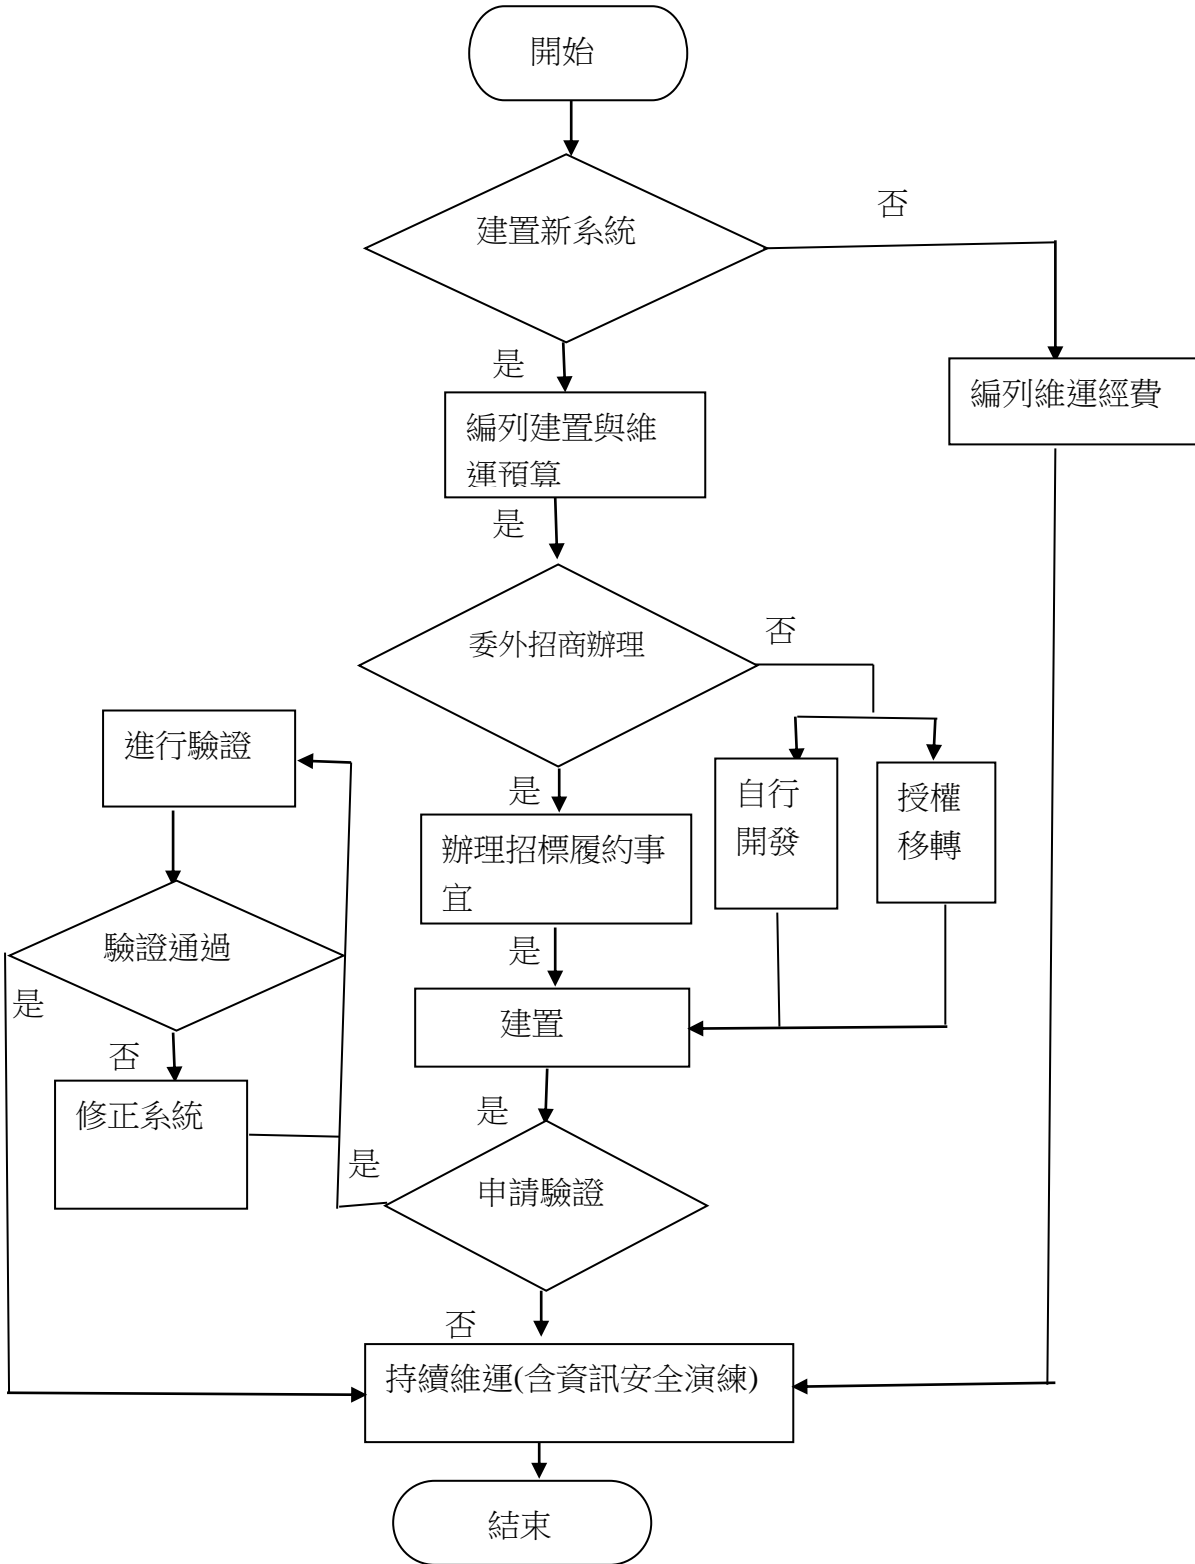 開始
建置新系統
否
是
編列建置與維
運預算
編列維運經費
是
委外招商辦理
否
是
進行驗證
自行
開發
授權
移轉
辦理招標履約事
宜
驗證通過
是
是
建置
否
修正系統
是
是
申請驗證
否
持續維運(含資訊安全演練)
結束